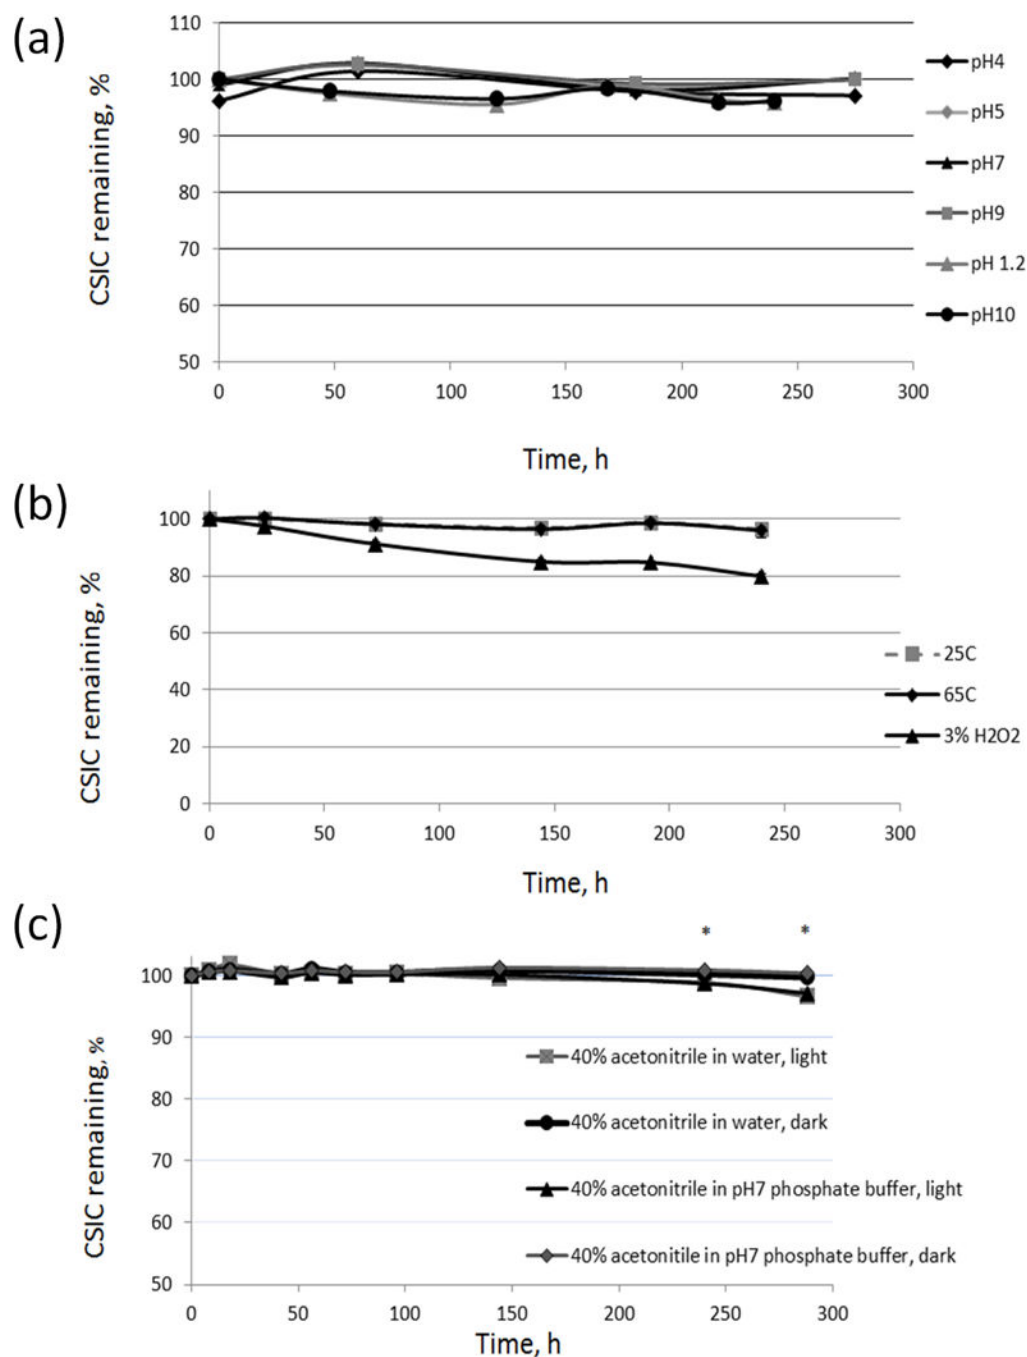 (a)
110
100
90
80
70
60
50
CSIC remaining, %
0 50 100 150 200 250 300
Time, h
pH4
pH5
pH7
pH9
pH 1.2
pH10
(b)
100
80
60
40
20
0
CSIC remaining, %
0 50 100 150 200 250 300
Time, h
25C
65C
3% H2O2
(c)
* *
100
90
80
70
60
50
CSIC remaining, %
40% acetonitrile in water, light
40% acetonitrile in water, dark
40% acetonitrile in pH7 phosphate buffer, light
40% acetonitile in pH7 phosphate buffer, dark
0 50 100 150 200 250 300
Time, h